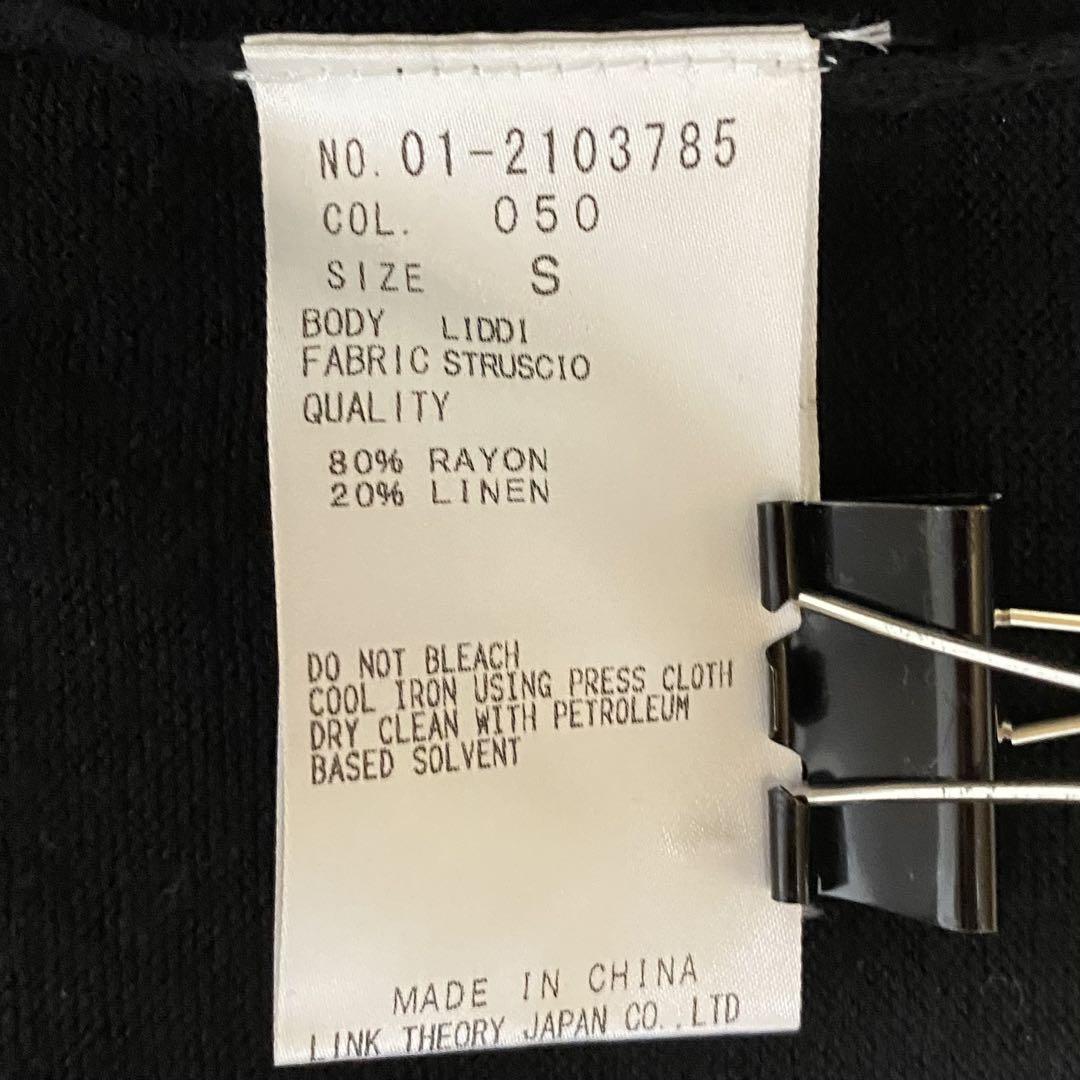 NO. 01-2103785
COL. 050
SIZE S
BODY LIDDI
FABRIC STRUSCIO
QUALITY
80% RAYON
20% LINEN
DO NOT BLEACH
COOL IRON USING PRESS CLOTH
DRY CLEAN WITH PETROLEUM
BASED SOLVENT
MADE IN CHINA
LINK THEORY JAPAN CO.,LTD